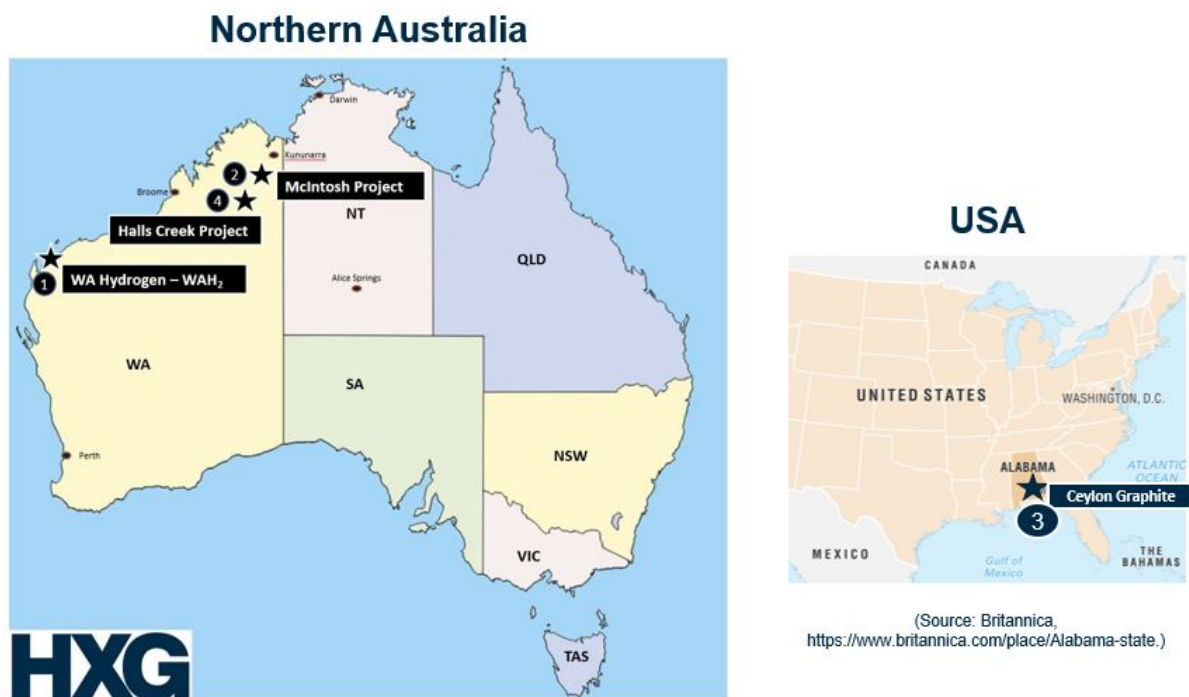 Northern Australia
Darwin
Kununurra
Broome
2
McIntosh Project
4
NT
Halls Creek Project
QLD
1
WA Hydrogen – WAH₂
Alice Springs
WA
SA
NSW
Perth
VIC
TAS
HXG
USA
CANADA
UNITED STATES
WASHINGTON, D.C.
ALABAMA
ATLANTIC
OCEAN
Ceylon Graphite
3
MEXICO
Gulf of
Mexico
THE
BAHAMAS
(Source: Britannica,
https://www.britannica.com/place/Alabama-state.)